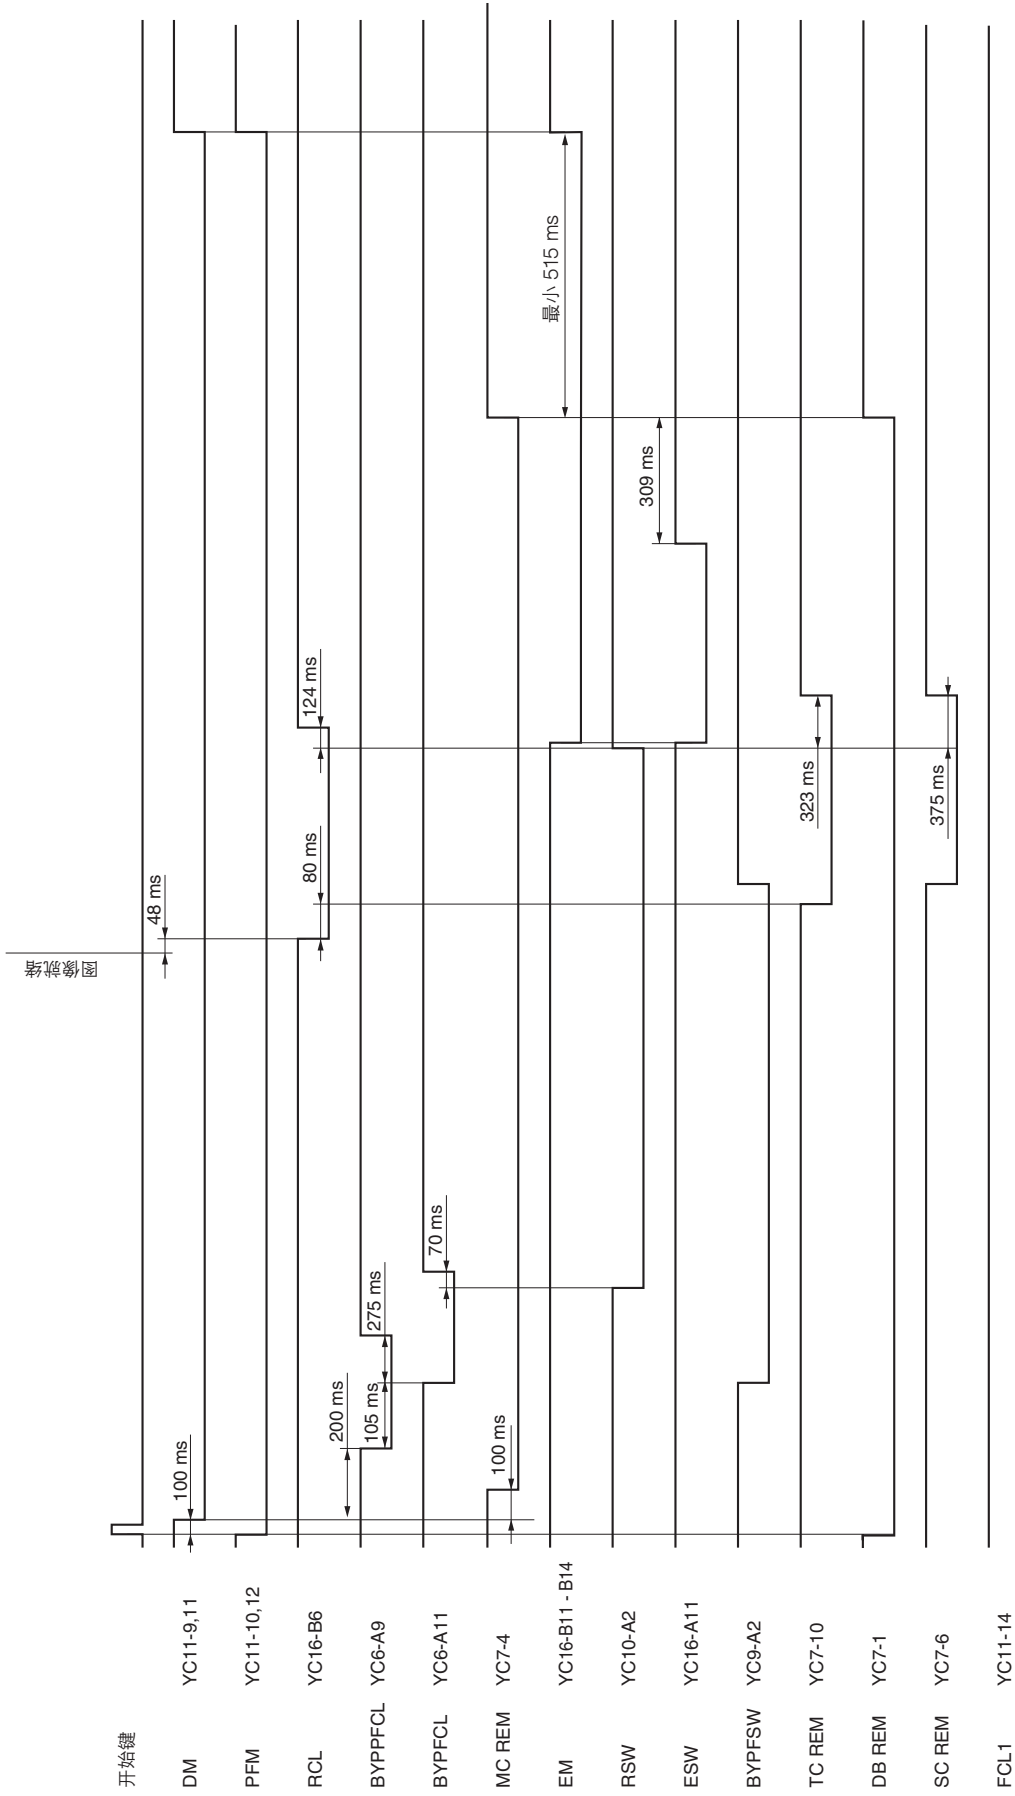 开始键
DM YC11-9,11
PFM YC11-10,12
RCL YC16-B6
BYPPFCL YC6-A9
BYPFCL YC6-A11
MC REM YC7-4
EM YC16-B11 - B14
RSW YC10-A2
ESW YC16-A11
BYPFSW YC9-A2
TC REM YC7-10
DB REM YC7-1
SC REM YC7-6
FCL1 YC11-14
图像就绪
48 ms
100 ms
80 ms
124 ms
200 ms
105 ms
275 ms
70 ms
100 ms
最小 515 ms
309 ms
323 ms
375 ms